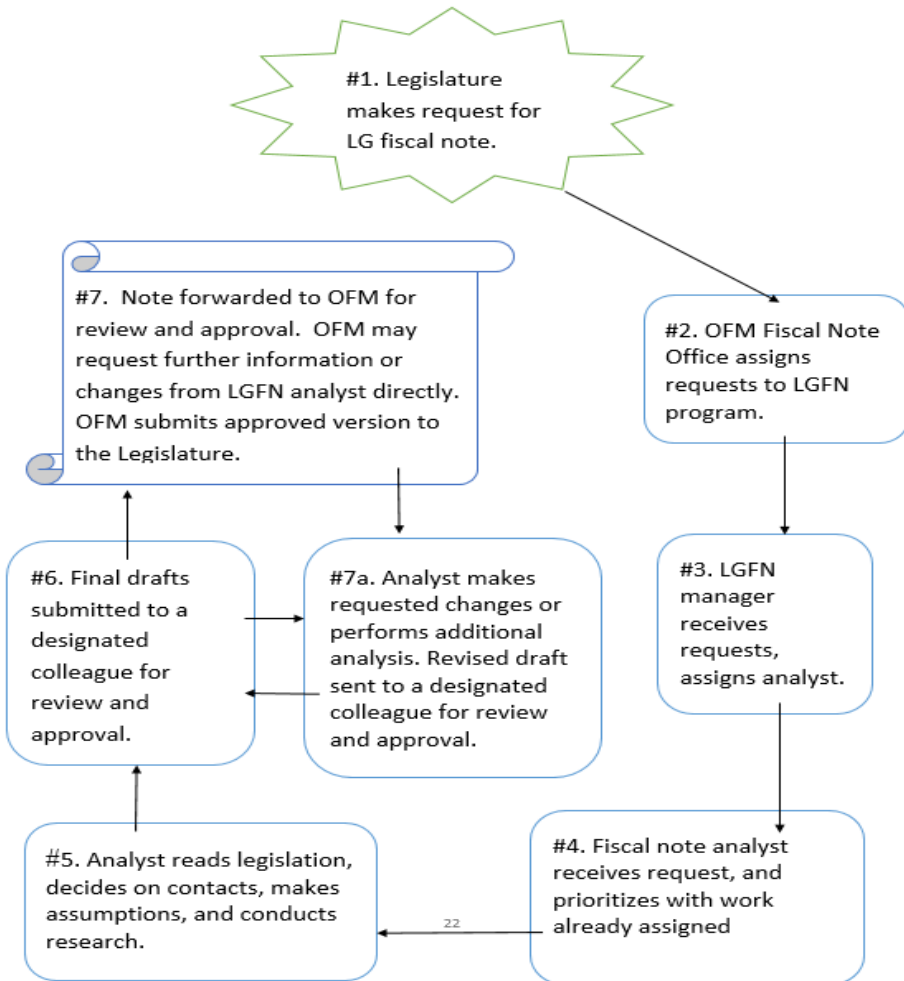 #1. Legislature
makes request for
LG fiscal note.
#7.  Note forwarded to OFM for
review and approval.  OFM may
request further information or
changes from LGFN analyst directly.
OFM submits approved version to
the Legislature.
#2. OFM Fiscal Note
Office assigns
requests to LGFN
program.
#6. Final drafts
submitted to a
designated
colleague for
review and
approval.
#7a. Analyst makes
requested changes or
performs additional
analysis. Revised draft
sent to a designated
colleague for review
and approval.
#3. LGFN
manager
receives
requests,
assigns analyst.
#5. Analyst reads legislation,
decides on contacts, makes
assumptions, and conducts
research.
22
#4. Fiscal note analyst
receives request, and
prioritizes with work
already assigned